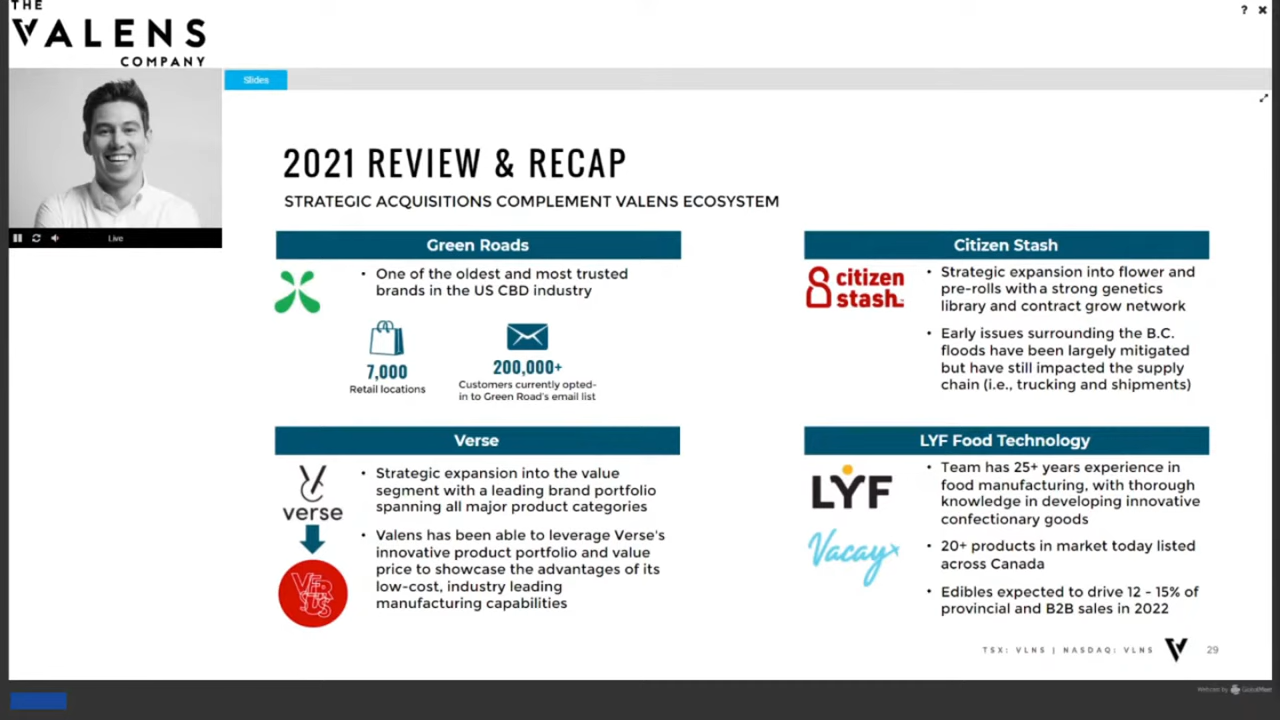 THE
VALENS
COMPANY
? ×
Slides
Live
2021 REVIEW & RECAP
STRATEGIC ACQUISITIONS COMPLEMENT VALENS ECOSYSTEM
Green Roads
• One of the oldest and most trusted
brands in the US CBD industry
7,000
Retail locations
200,000+
Customers currently opted-
in to Green Road's email list
Citizen Stash
citizen
stash™
• Strategic expansion into flower and
pre-rolls with a strong genetics
library and contract grow network
• Early issues surrounding the B.C.
floods have been largely mitigated
but have still impacted the supply
chain (i.e., trucking and shipments)
Verse
verse
VERSUS
• Strategic expansion into the value
segment with a leading brand portfolio
spanning all major product categories
• Valens has been able to leverage Verse's
innovative product portfolio and value
price to showcase the advantages of its
low-cost, industry leading
manufacturing capabilities
LYF Food Technology
LYF
Vacay
• Team has 25+ years experience in
food manufacturing, with thorough
knowledge in developing innovative
confectionary goods
• 20+ products in market today listed
across Canada
• Edibles expected to drive 12 - 15% of
provincial and B2B sales in 2022
TSX: VLNS | NASDAQ: VLNS
29
Webcast by GlobalMeet